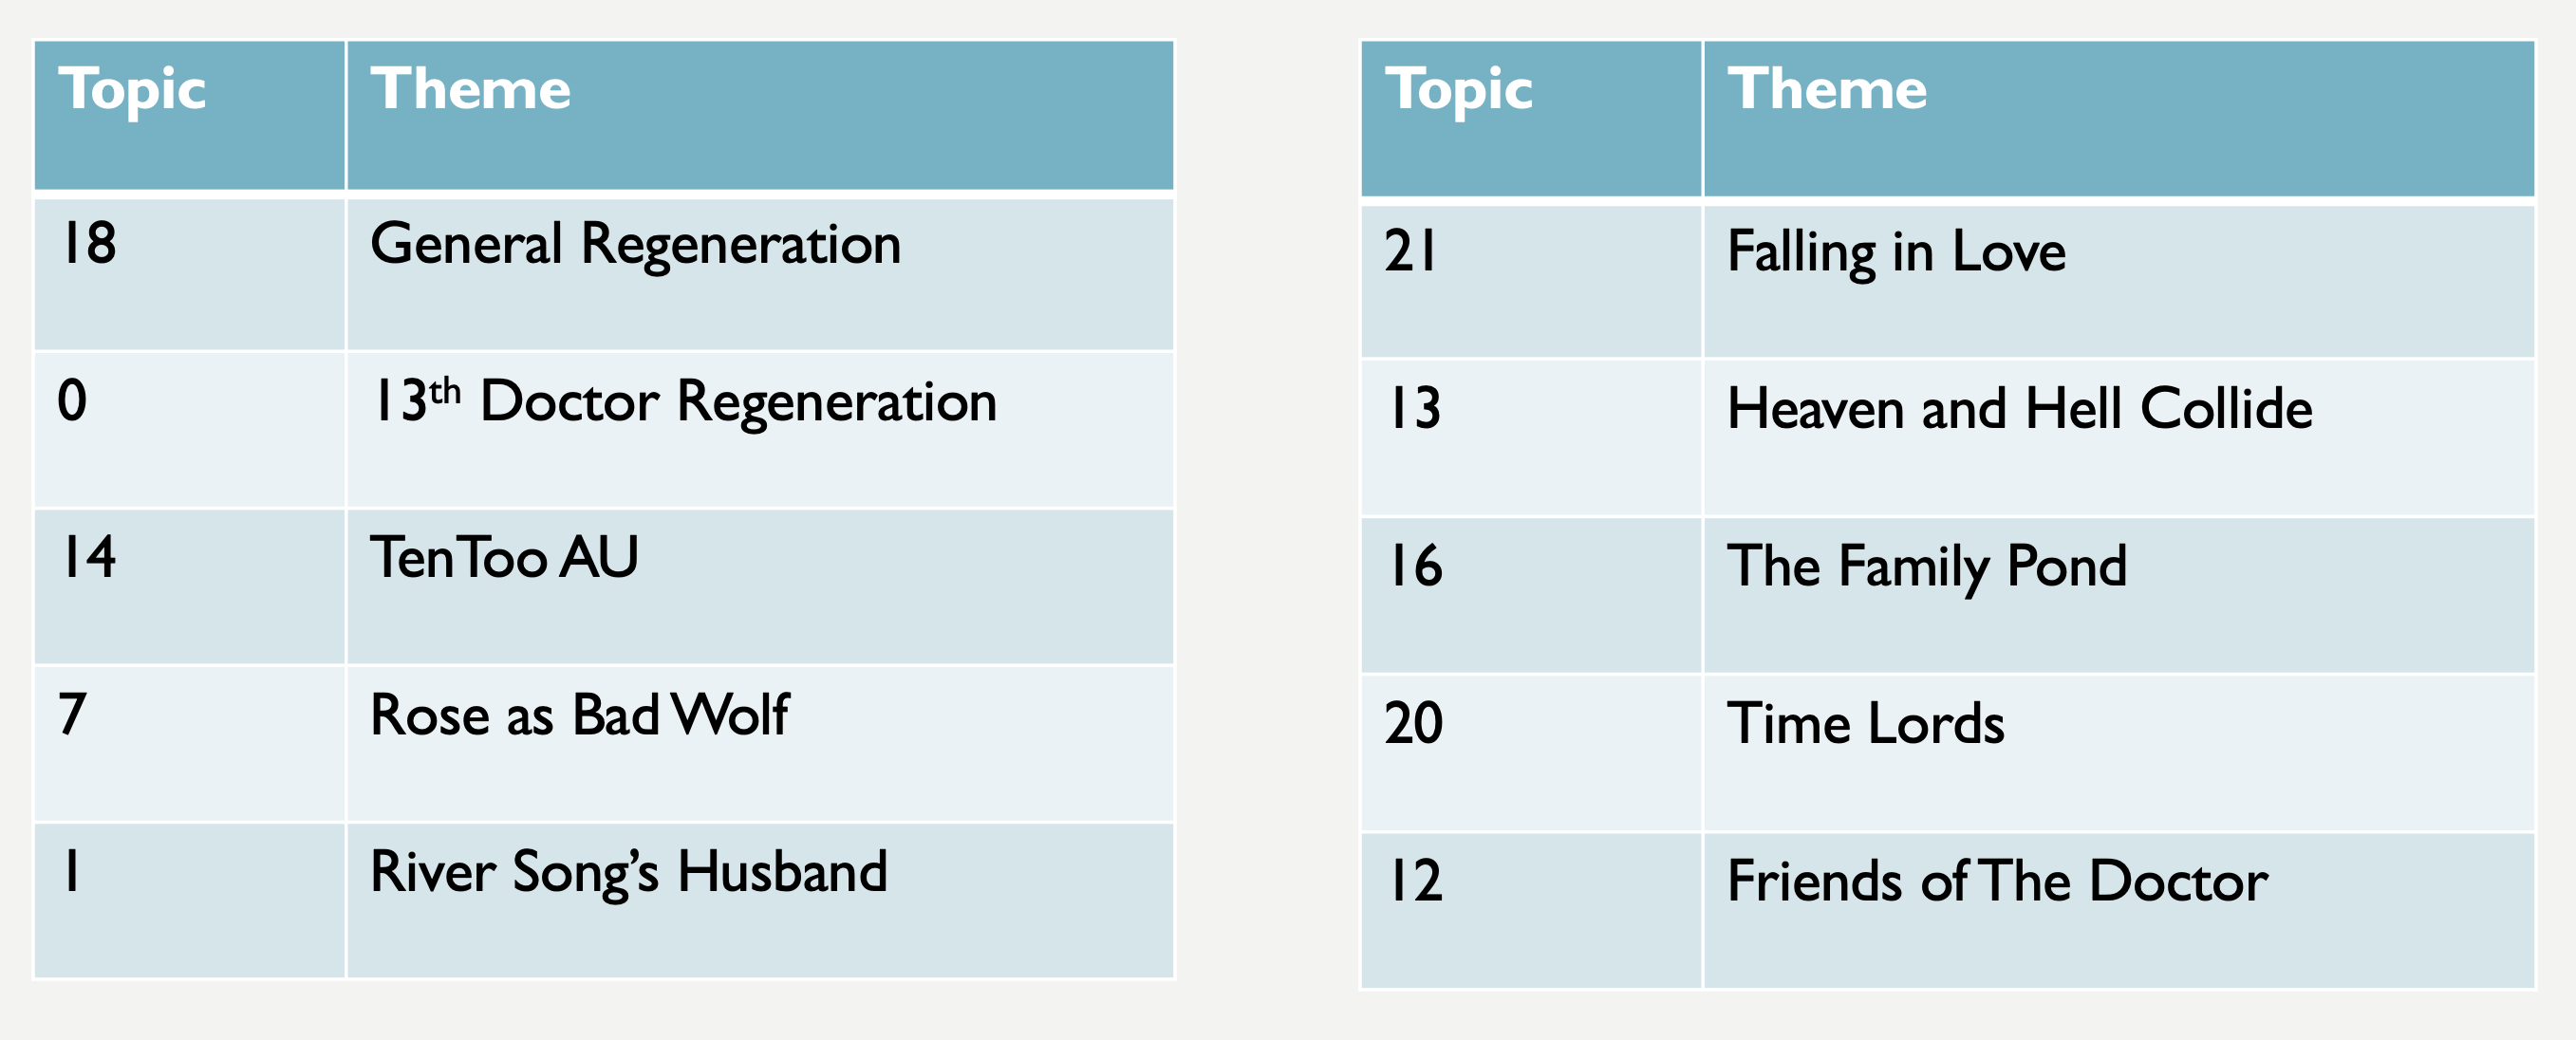 Topic Theme
18 General Regeneration
0 13th Doctor Regeneration
14 TenToo AU
7 Rose as Bad Wolf
1 River Song’s Husband
Topic Theme
21 Falling in Love
13 Heaven and Hell Collide
16 The Family Pond
20 Time Lords
12 Friends of The Doctor